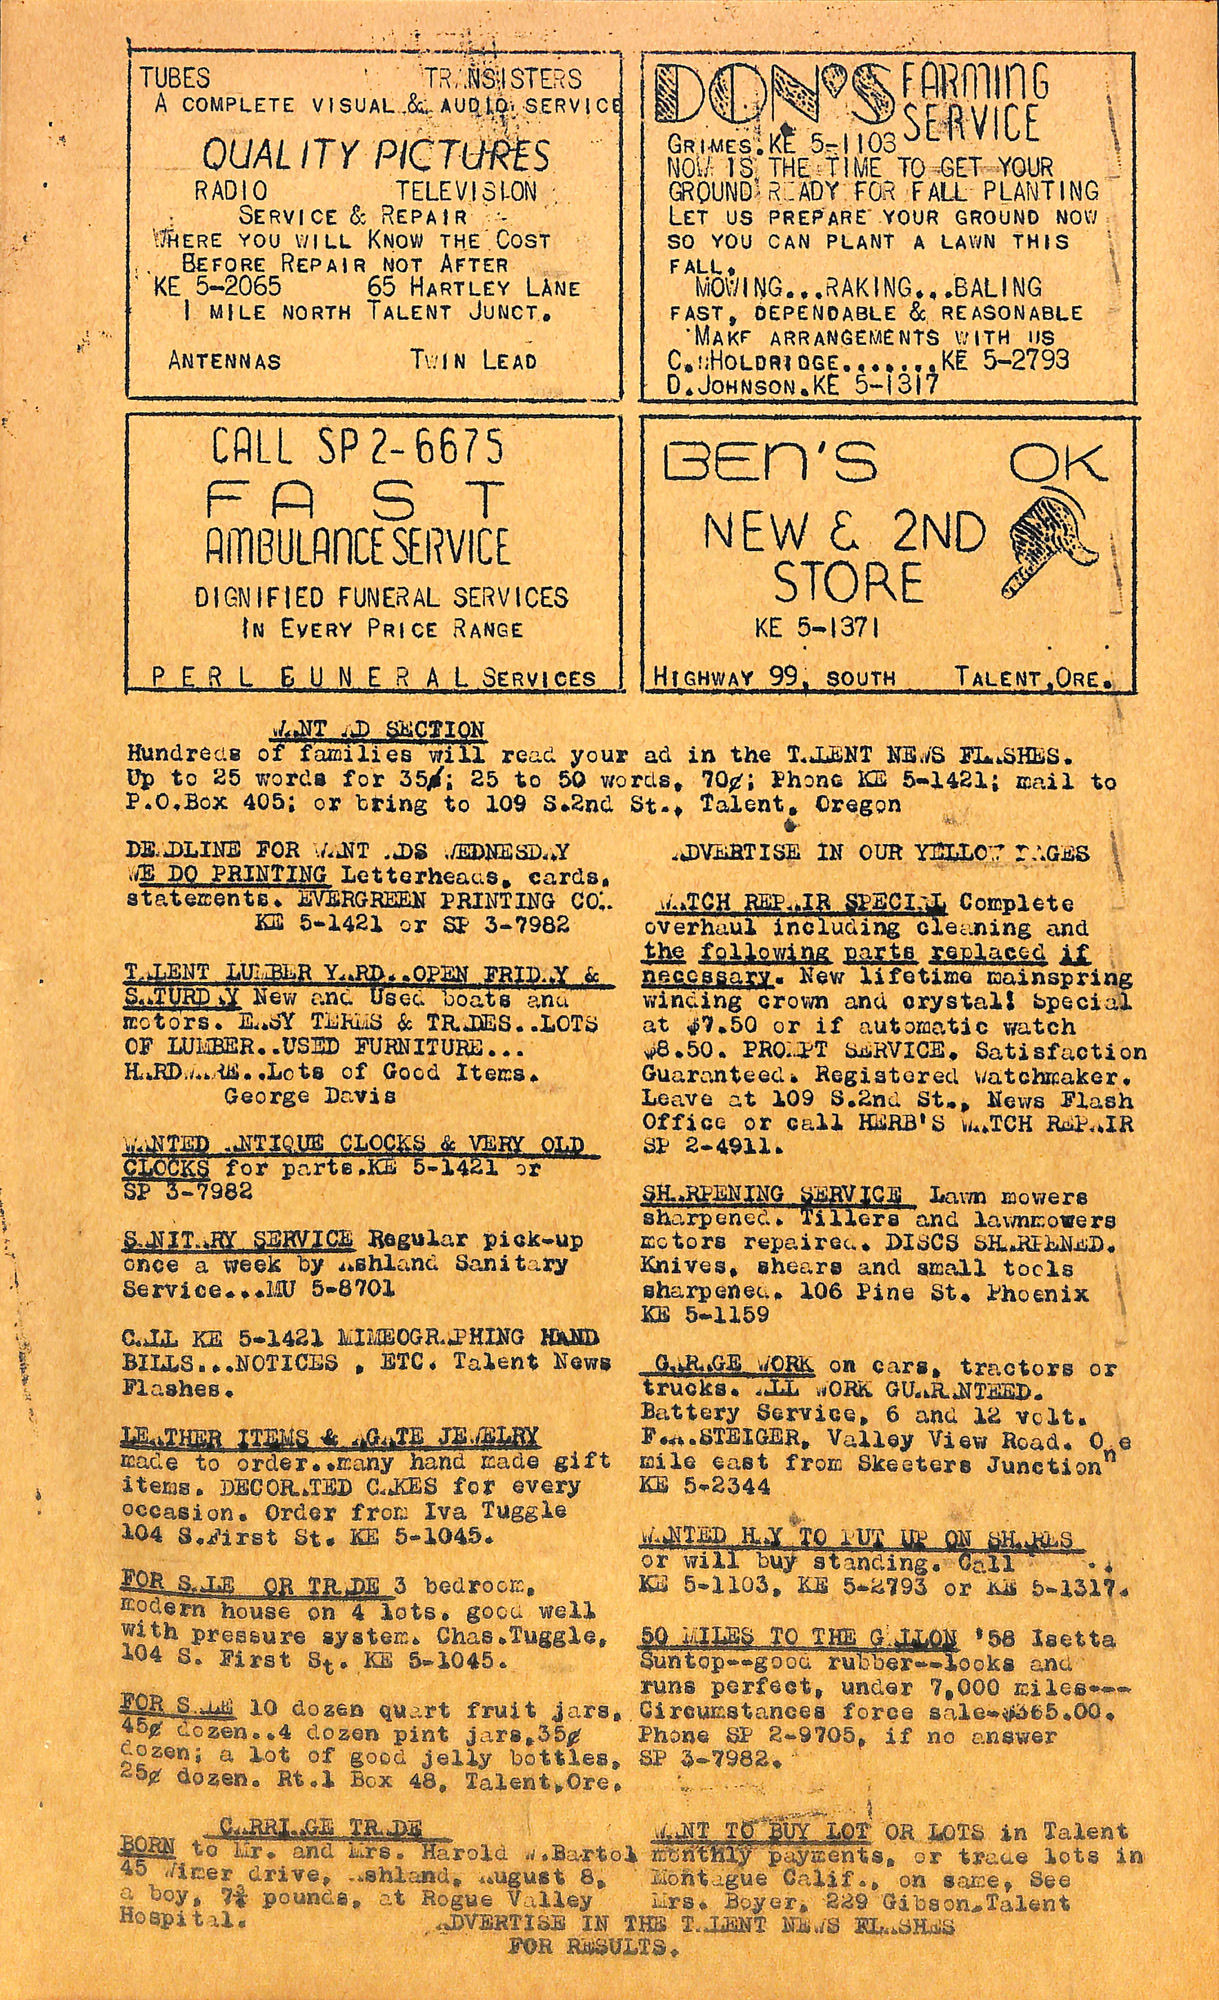 TUBES TRANSISTERS
A COMPLETE VISUAL & AUDIO SERVICE
QUALITY PICTURES
RADIO TELEVISION
SERVICE & REPAIR
WHERE YOU WILL KNOW THE COST
BEFORE REPAIR NOT AFTER
KE 5-2065 65 HARTLEY LANE
1 MILE NORTH TALENT JUNCT.
ANTENNAS TWIN LEAD
DON'S FARMING
SERVICE
GRIMES.KE 5-1103
NOW IS THE TIME TO GET YOUR
GROUND READY FOR FALL PLANTING
LET US PREPARE YOUR GROUND NOW
SO YOU CAN PLANT A LAWN THIS
FALL.
MOWING...RAKING...BALING
FAST, DEPENDABLE & REASONABLE
MAKE ARRANGEMENTS WITH US
C. HOLDRIDGE.......KE 5-2793
D.JOHNSON.KE 5-1317
CALL SP 2-6675
FAST
AMBULANCE SERVICE
DIGNIFIED FUNERAL SERVICES
IN EVERY PRICE RANGE
PERL FUNERAL SERVICES
BEN'S OK
NEW & 2ND
STORE
KE 5-1371
HIGHWAY 99, SOUTH TALENT,ORE.
WANT AD SECTION
Hundreds of families will read your ad in the TALENT NEWS FLASHES.
Up to 25 words for 35¢; 25 to 50 words, 70¢; Phone KE 5-1421; mail to
P.O.Box 405; or bring to 109 S.2nd St., Talent, Oregon
DEADLINE FOR WANT ADS WEDNESDAY
WE DO PRINTING Letterheads, cards,
statements. EVERGREEN PRINTING CO..
KE 5-1421 or SP 3-7982
TALENT LUMBER YARD..OPEN FRIDAY &
SATURDAY New and Used boats and
motors. EASY TERMS & TRADES..LOTS
OF LUMBER..USED FURNITURE...
HARDWARE..Lots of Good Items.
George Davis
WANTED ANTIQUE CLOCKS & VERY OLD
CLOCKS for parts.KE 5-1421 or
SP 3-7982
SANITARY SERVICE Regular pick-up
once a week by Ashland Sanitary
Service...MU 5-8701
CALL KE 5-1421 MIMEOGRAPHING HAND
BILLS...NOTICES , ETC. Talent News
Flashes.
LEATHER ITEMS & AGATE JEWELRY
made to order..many hand made gift
items. DECORATED CAKES for every
occasion. Order from Iva Tuggle
104 S.First St. KE 5-1045.
FOR SALE OR TRADE 3 bedroom,
modern house on 4 lots. good well
with pressure system. Chas.Tuggle,
104 S. First St. KE 5-1045.
FOR SALE 10 dozen quart fruit jars,
45¢ dozen..4 dozen pint jars,35¢
dozen; a lot of good jelly bottles,
25¢ dozen. Rt.1 Box 48, Talent,Ore.
CARRIAGE TRADE
BORN to Mr. and Mrs. Harold W.Bartol
45 Wimer drive, Ashland, August 8,
a boy, 7¾ pounds, at Rogue Valley
Hospital.
ADVERTISE IN OUR YELLOW PAGES
WATCH REPAIR SPECIAL Complete
overhaul including cleaning and
the following parts replaced if
necessary. New lifetime mainspring
winding crown and crystal! Special
at $7.50 or if automatic watch
$8.50. PROMPT SERVICE. Satisfaction
Guaranteed. Registered Watchmaker.
Leave at 109 S.2nd St., News Flash
Office or call HERB'S WATCH REPAIR
SP 2-4911.
SHARPENING SERVICE Lawn mowers
sharpened. Tillers and lawnmowers
motors repaired. DISCS SHARPENED.
Knives, shears and small tools
sharpened. 106 Pine St. Phoenix
KE 5-1159
GARAGE WORK on cars, tractors or
trucks. ALL WORK GUARANTEED.
Battery Service, 6 and 12 volt.
F.A.STEIGER, Valley View Road. One
mile east from Skeeters Junction
KE 5-2344
WANTED HAY TO PUT UP ON SHARES
or will buy standing. Call
KE 5-1103, KE 5-2793 or KE 5-1317.
50 MILES TO THE GALLON '58 Isetta
Suntop--good rubber--looks and
runs perfect, under 7,000 miles---
Circumstances force sale-$365.00.
Phone SP 2-9705, if no answer
SP 3-7982.
WANT TO BUY LOT OR LOTS in Talent
monthly payments, or trade lots in
Montague Calif., on same, See
Mrs. Boyer, 229 Gibson,Talent
ADVERTISE IN THE TALENT NEWS FLASHES
FOR RESULTS.